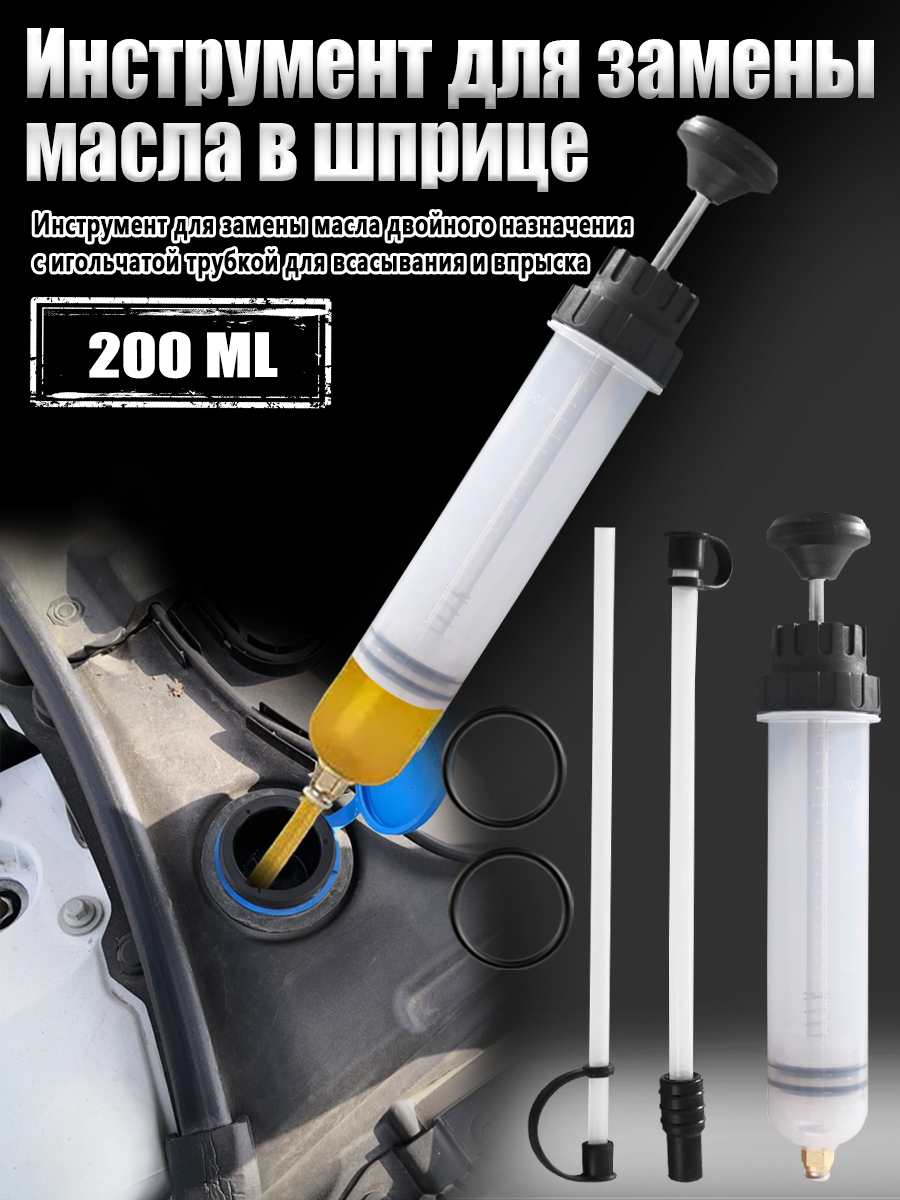 Инструмент для замены
масла в шприце
Инструмент для замены масла двойного назначения
с игольчатой трубкой для всасывания и впрыска
200 ML